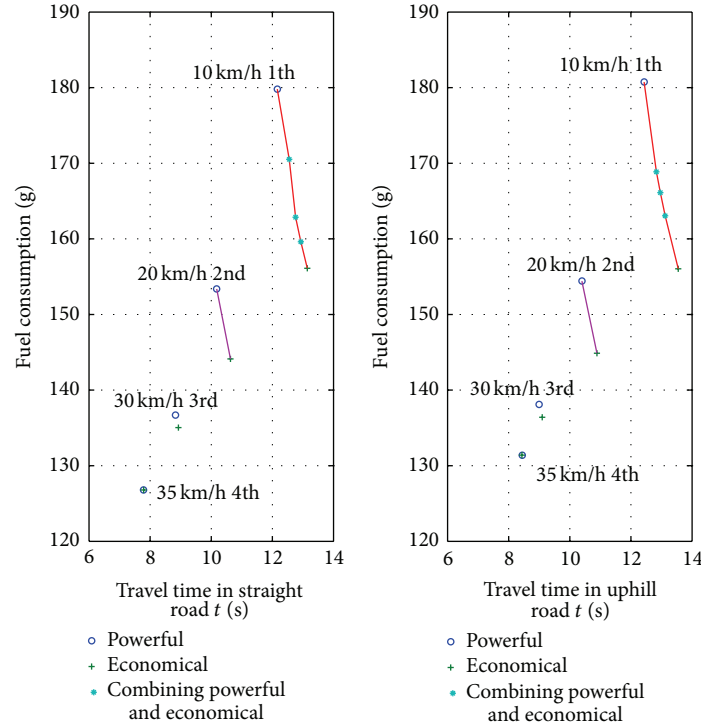 190
180
170
160
150
140
130
120
Fuel consumption (g)
10 km/h 1th
20 km/h 2nd
30 km/h 3rd
35 km/h 4th
6 8 10 12 14
Travel time in straight
road t (s)
Powerful
Economical
Combining powerful
and economical
190
180
170
160
150
140
130
120
Fuel consumption (g)
10 km/h 1th
20 km/h 2nd
30 km/h 3rd
35 km/h 4th
6 8 10 12 14
Travel time in uphill
road t (s)
Powerful
Economical
Combining powerful
and economical